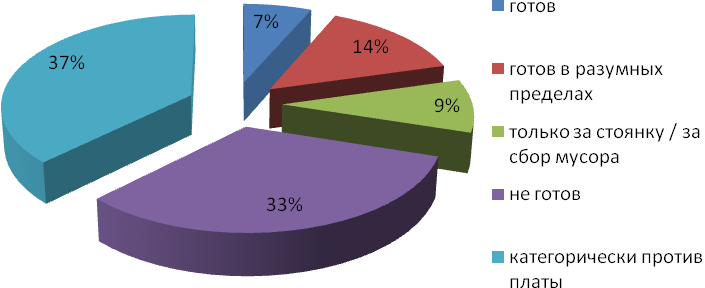 7%
14%
9%
33%
37%
готов
готов в разумных
пределах
только за стоянку / за
сбор мусора
не готов
категорически против
платы